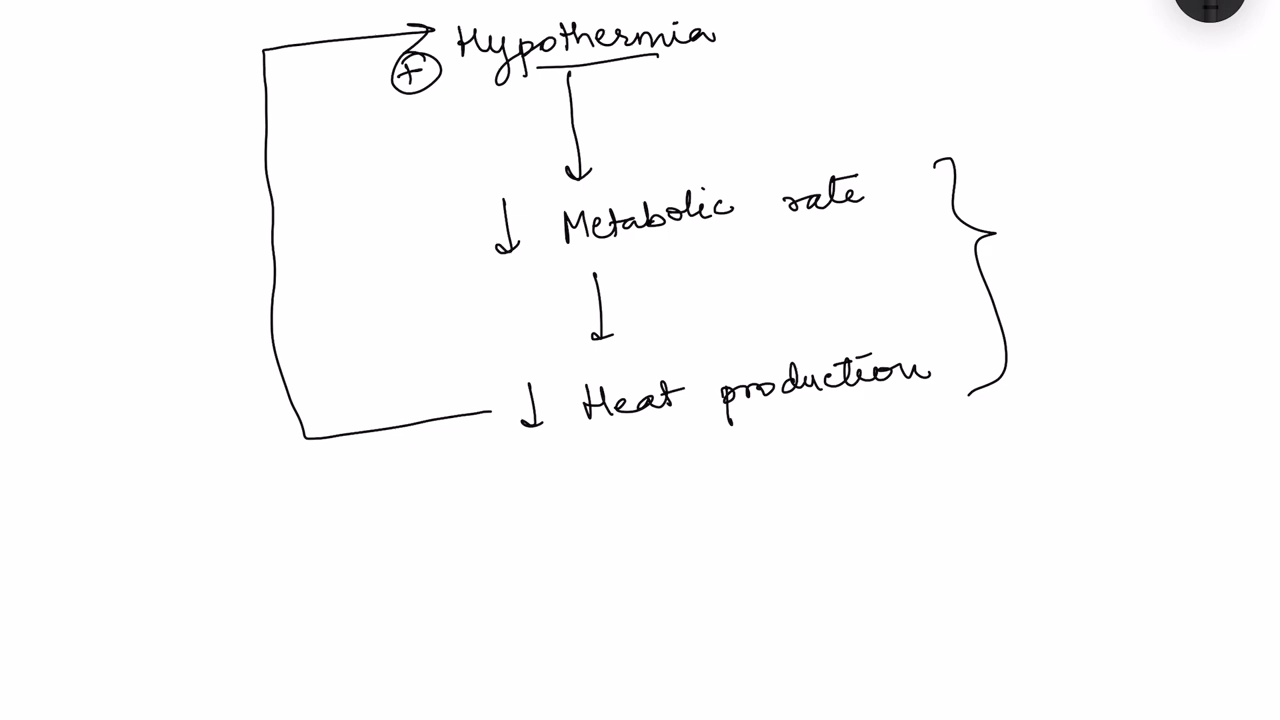 ⊕ Hypothermia
↓ Metabolic rate
↓ Heat production